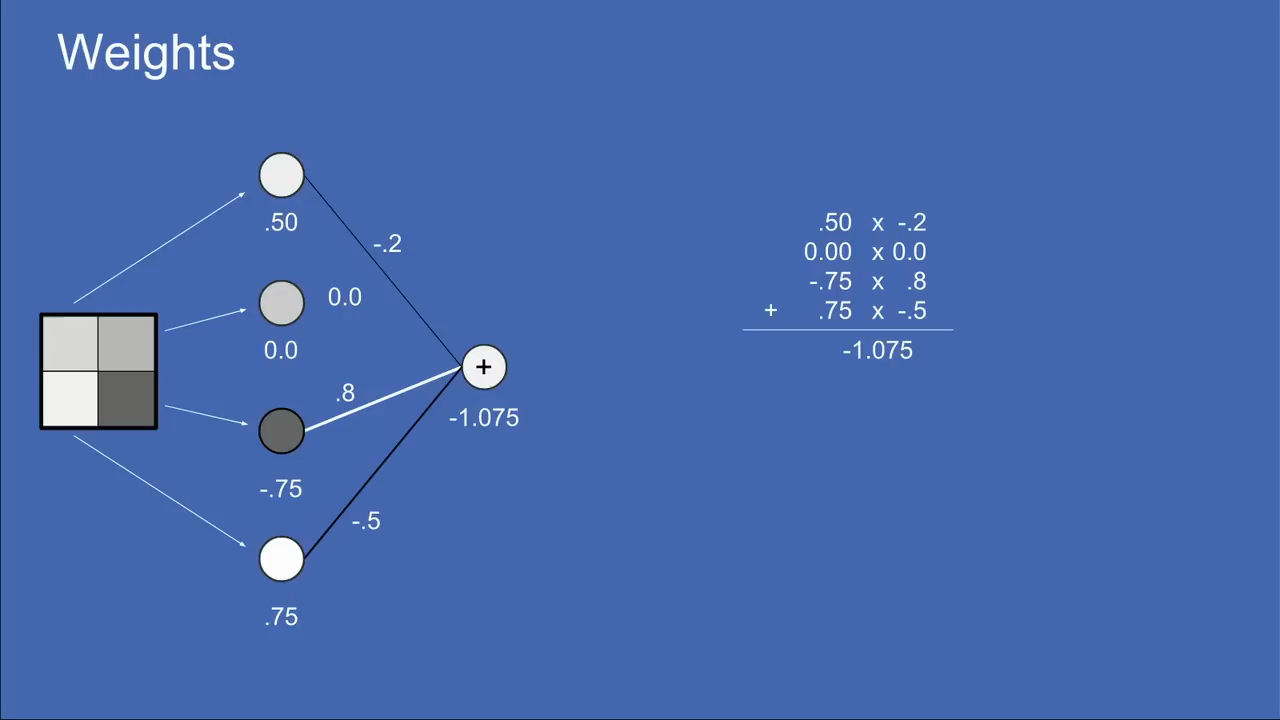 Weights
.50
-.2
0.0
0.0
.8
-.75
-.5
.75
+
-1.075
.50 x -.2
0.00 x 0.0
-.75 x .8
+ .75 x -.5
-1.075